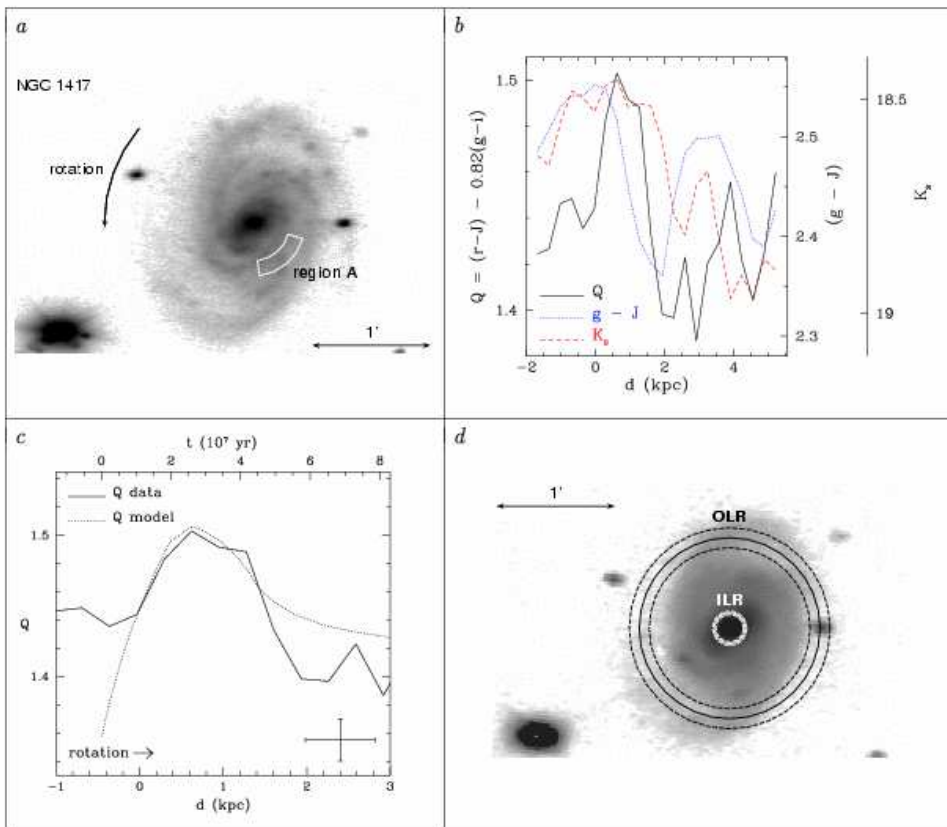 a
NGC 1417
rotation
region A
1'
b
1.5
1.4
Q = (r-J) - 0.82(g-i)
Q
g - J
K_s
-2
0
2
4
d (kpc)
2.5
2.4
2.3
(g - J)
18.5
19
K_s
c
t (10⁷ yr)
0
2
4
6
8
Q data
Q model
1.5
Q
1.4
rotation →
-1
0
1
2
3
d (kpc)
d
1'
OLR
ILR